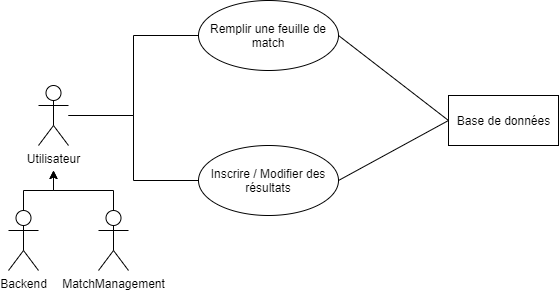 Remplir une feuille de
match
Base de données
Utilisateur
Inscrire / Modifier des
résultats
Backend
MatchManagement